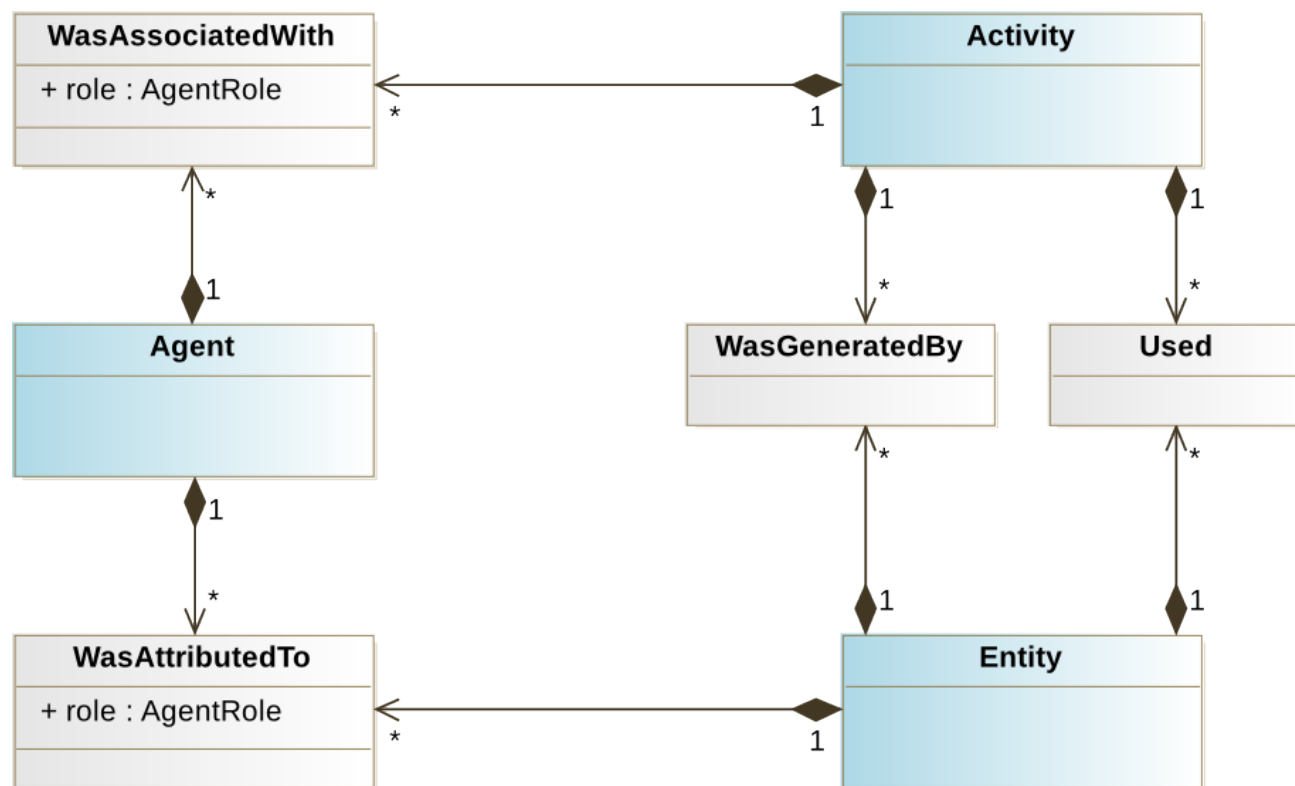 WasAssociatedWith
+ role : AgentRole
Activity
*
1
*
1
1
1
*
*
Agent
WasGeneratedBy
Used
*
*
1
*
1
1
WasAttributedTo
+ role : AgentRole
Entity
*
1